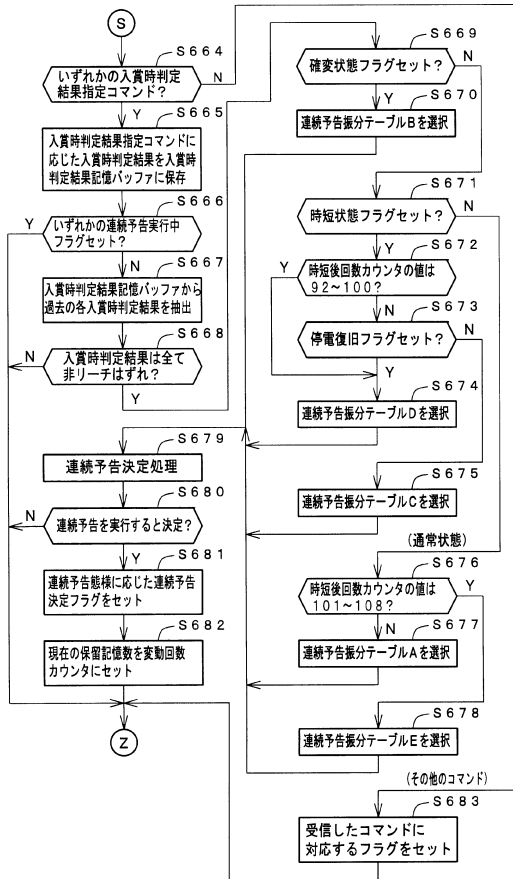 S
S664
いずれかの入賞時判定
結果指定コマンド?
N
Y
S665
入賞時判定結果指定コマンドに
応じた入賞時判定結果を入賞時
判定結果記憶バッファに保存
S666
Y
いずれかの連続予告実行中
フラグセット?
N
S667
入賞時判定結果記憶バッファから
過去の各入賞時判定結果を抽出
S668
N
入賞時判定結果は全て
非リーチはずれ?
Y
S679
連続予告決定処理
S680
N
連続予告を実行すると決定?
Y
S681
連続予告態様に応じた連続予告
決定フラグをセット
S682
現在の保留記憶数を変動回数
カウンタにセット
Z
S669
確変状態フラグセット?
N
Y
S670
連続予告振分テーブルBを選択
S671
時短状態フラグセット?
N
Y
S672
Y
時短後回数カウンタの値は
92~100?
N
S673
停電復旧フラグセット?
N
Y
S674
連続予告振分テーブルDを選択
S675
連続予告振分テーブルCを選択
(通常状態)
S676
時短後回数カウンタの値は
101~108?
Y
N
S677
連続予告振分テーブルAを選択
S678
連続予告振分テーブルEを選択
(その他のコマンド)
S683
受信したコマンドに
対応するフラグをセット